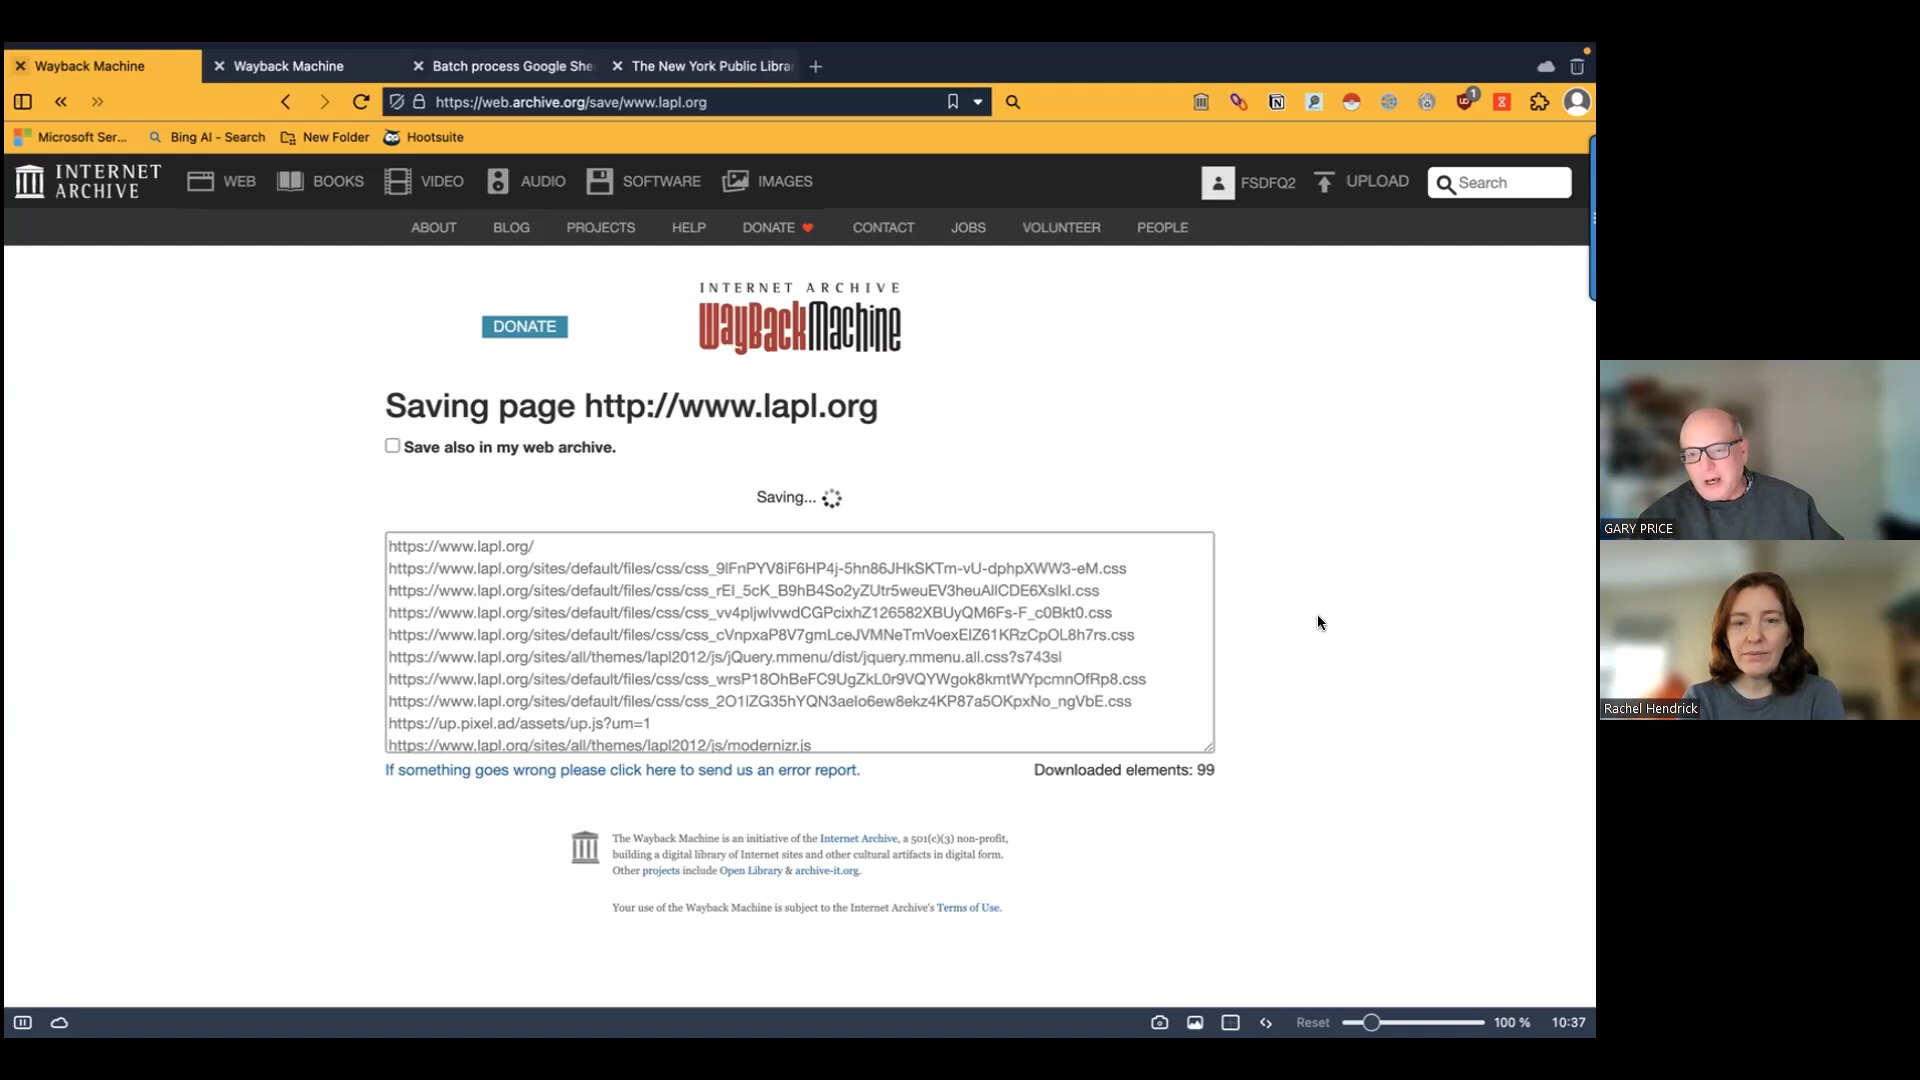 Wayback Machine
Wayback Machine
Batch process Google She
The New York Public Librar
https://web.archive.org/save/www.lapl.org
1
Microsoft Ser...
Bing AI - Search
New Folder
Hootsuite
INTERNET ARCHIVE
WEB
BOOKS
VIDEO
AUDIO
SOFTWARE
IMAGES
FSDFQ2
UPLOAD
Search
ABOUT
BLOG
PROJECTS
HELP
DONATE
CONTACT
JOBS
VOLUNTEER
PEOPLE
DONATE
INTERNET ARCHIVE
WayBackMachine
Saving page http://www.lapl.org
Save also in my web archive.
Saving...
https://www.lapl.org/
https://www.lapl.org/sites/default/files/css/css_9lFnPYV8iF6HP4j-5hn86JHkSKTm-vU-dphpXWW3-eM.css
https://www.lapl.org/sites/default/files/css/css_rEI_5cK_B9hB4So2yZUtr5weuEV3heuAIlCDE6XsIkI.css
https://www.lapl.org/sites/default/files/css/css_vv4pljwlvwdCGPcixhZ126582XBUyQM6Fs-F_c0Bkt0.css
https://www.lapl.org/sites/default/files/css/css_cVnpxaP8V7gmLceJVMNeTmVoexEIZ61KRzCpOL8h7rs.css
https://www.lapl.org/sites/all/themes/lapl2012/js/jQuery.mmenu/dist/jquery.mmenu.all.css?s743sl
https://www.lapl.org/sites/default/files/css/css_wrsP18OhBeFC9UgZkL0r9VQYWgok8kmtWYpcmnOfRp8.css
https://www.lapl.org/sites/default/files/css/css_2O1IZG35hYQN3aelo6ew8ekz4KP87a5OKpxNo_ngVbE.css
https://up.pixel.ad/assets/up.js?um=1
https://www.lapl.org/sites/all/themes/lapl2012/js/modernizr.js
If something goes wrong please click here to send us an error report.
Downloaded elements: 99
The Wayback Machine is an initiative of the Internet Archive, a 501(c)(3) non-profit,
building a digital library of Internet sites and other cultural artifacts in digital form.
Other projects include Open Library & archive-it.org.
Your use of the Wayback Machine is subject to the Internet Archive's Terms of Use.
Reset
100 %
10:37
GARY PRICE
Rachel Hendrick